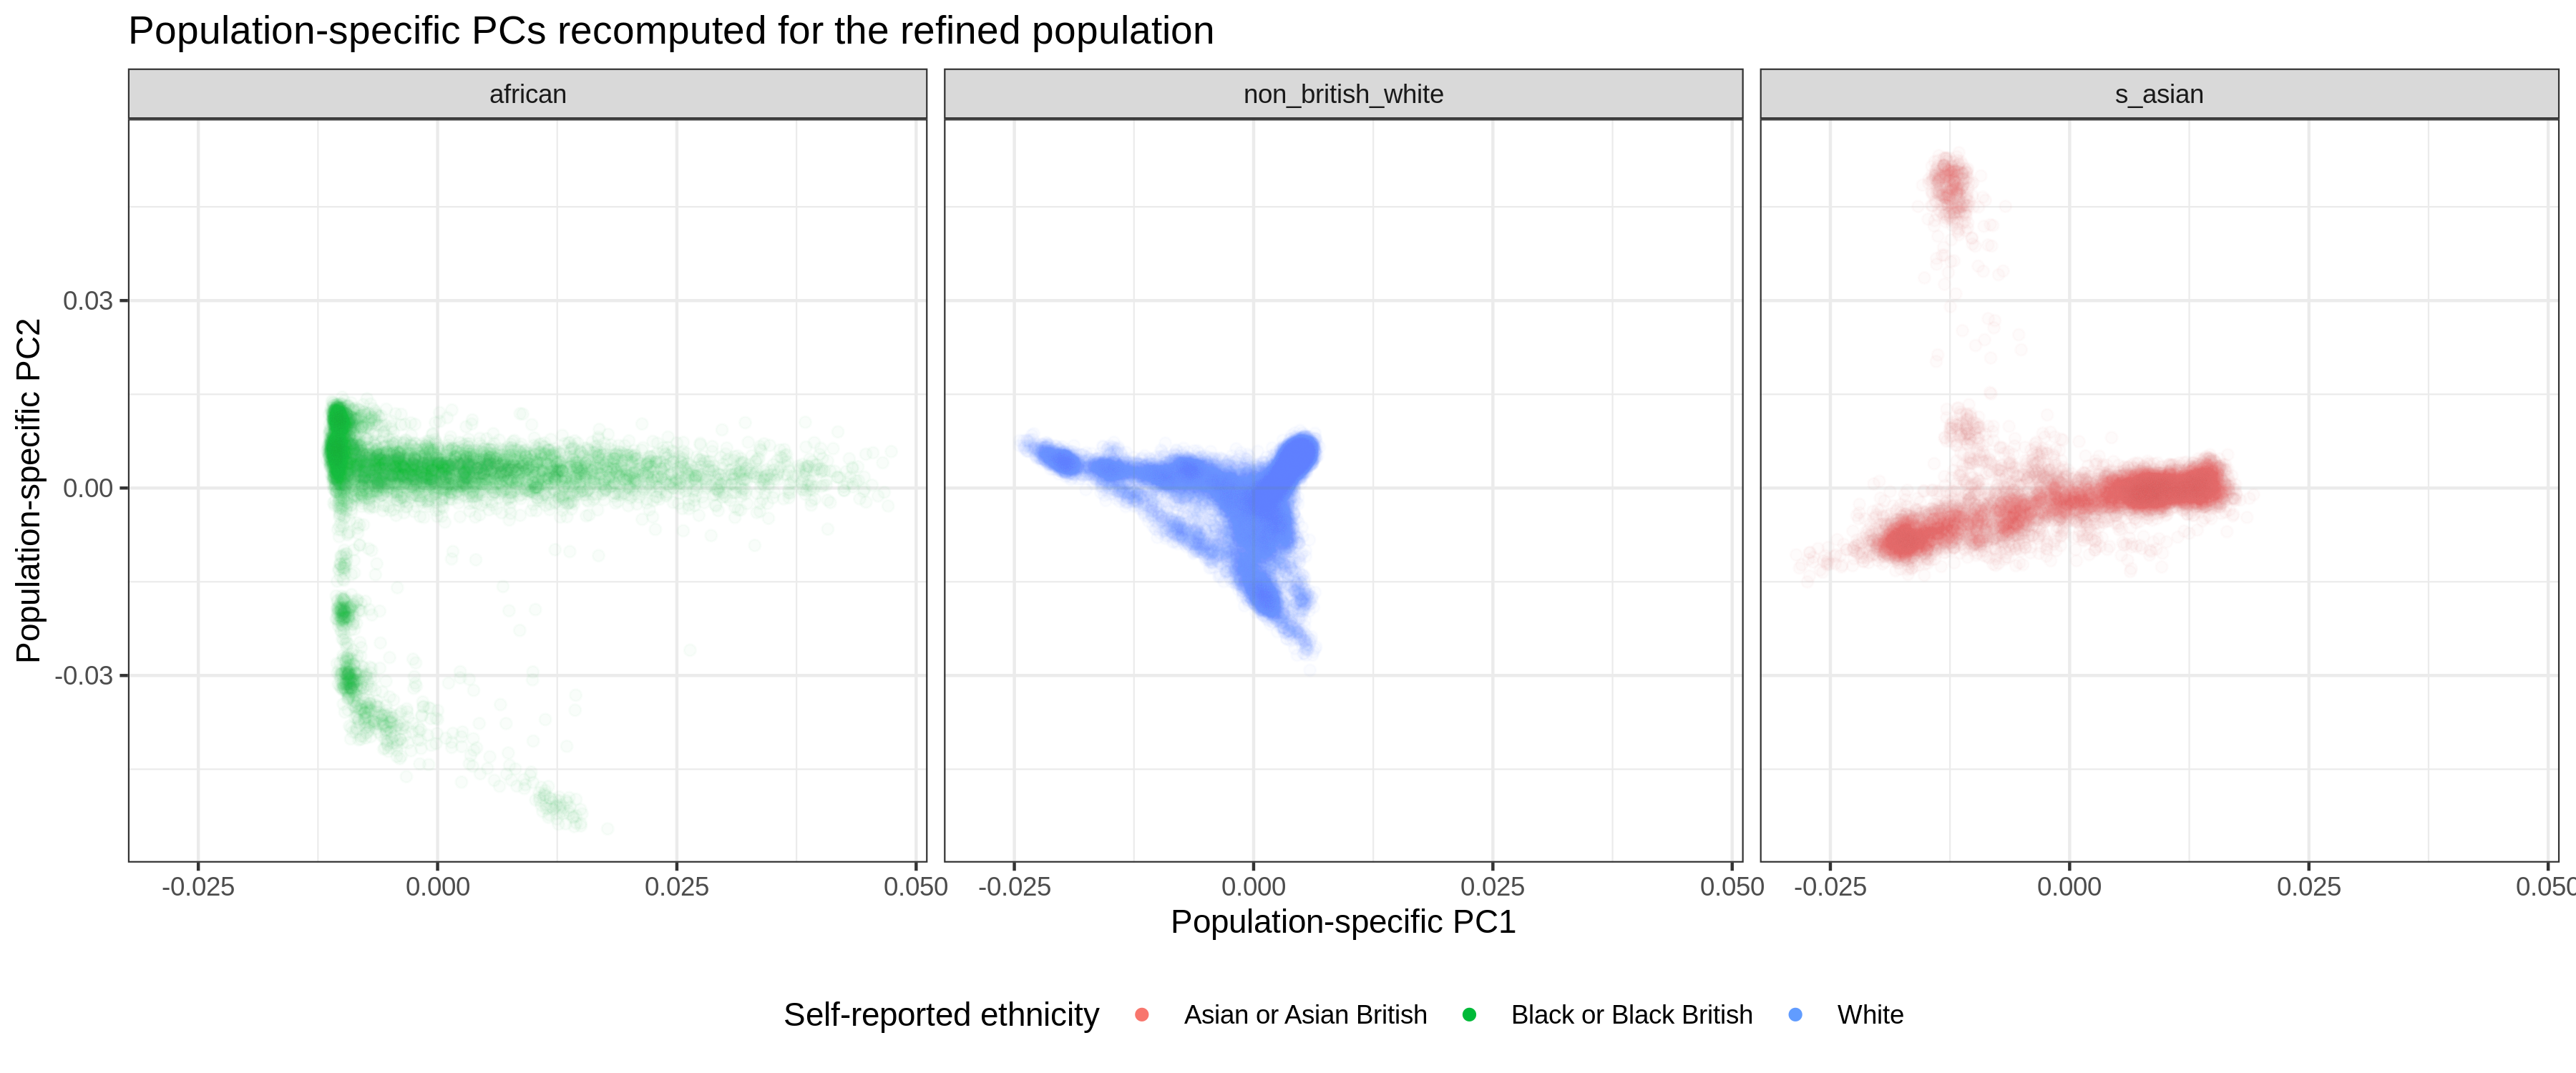 Population-specific PCs recomputed for the refined population
african non_british_white s_asian
Population-specific PC2
0.03
0.00
-0.03
-0.025 0.000 0.025 0.050 -0.025 0.000 0.025 0.050 -0.025 0.000 0.025 0.050
Population-specific PC1
Self-reported ethnicity Asian or Asian British Black or Black British White